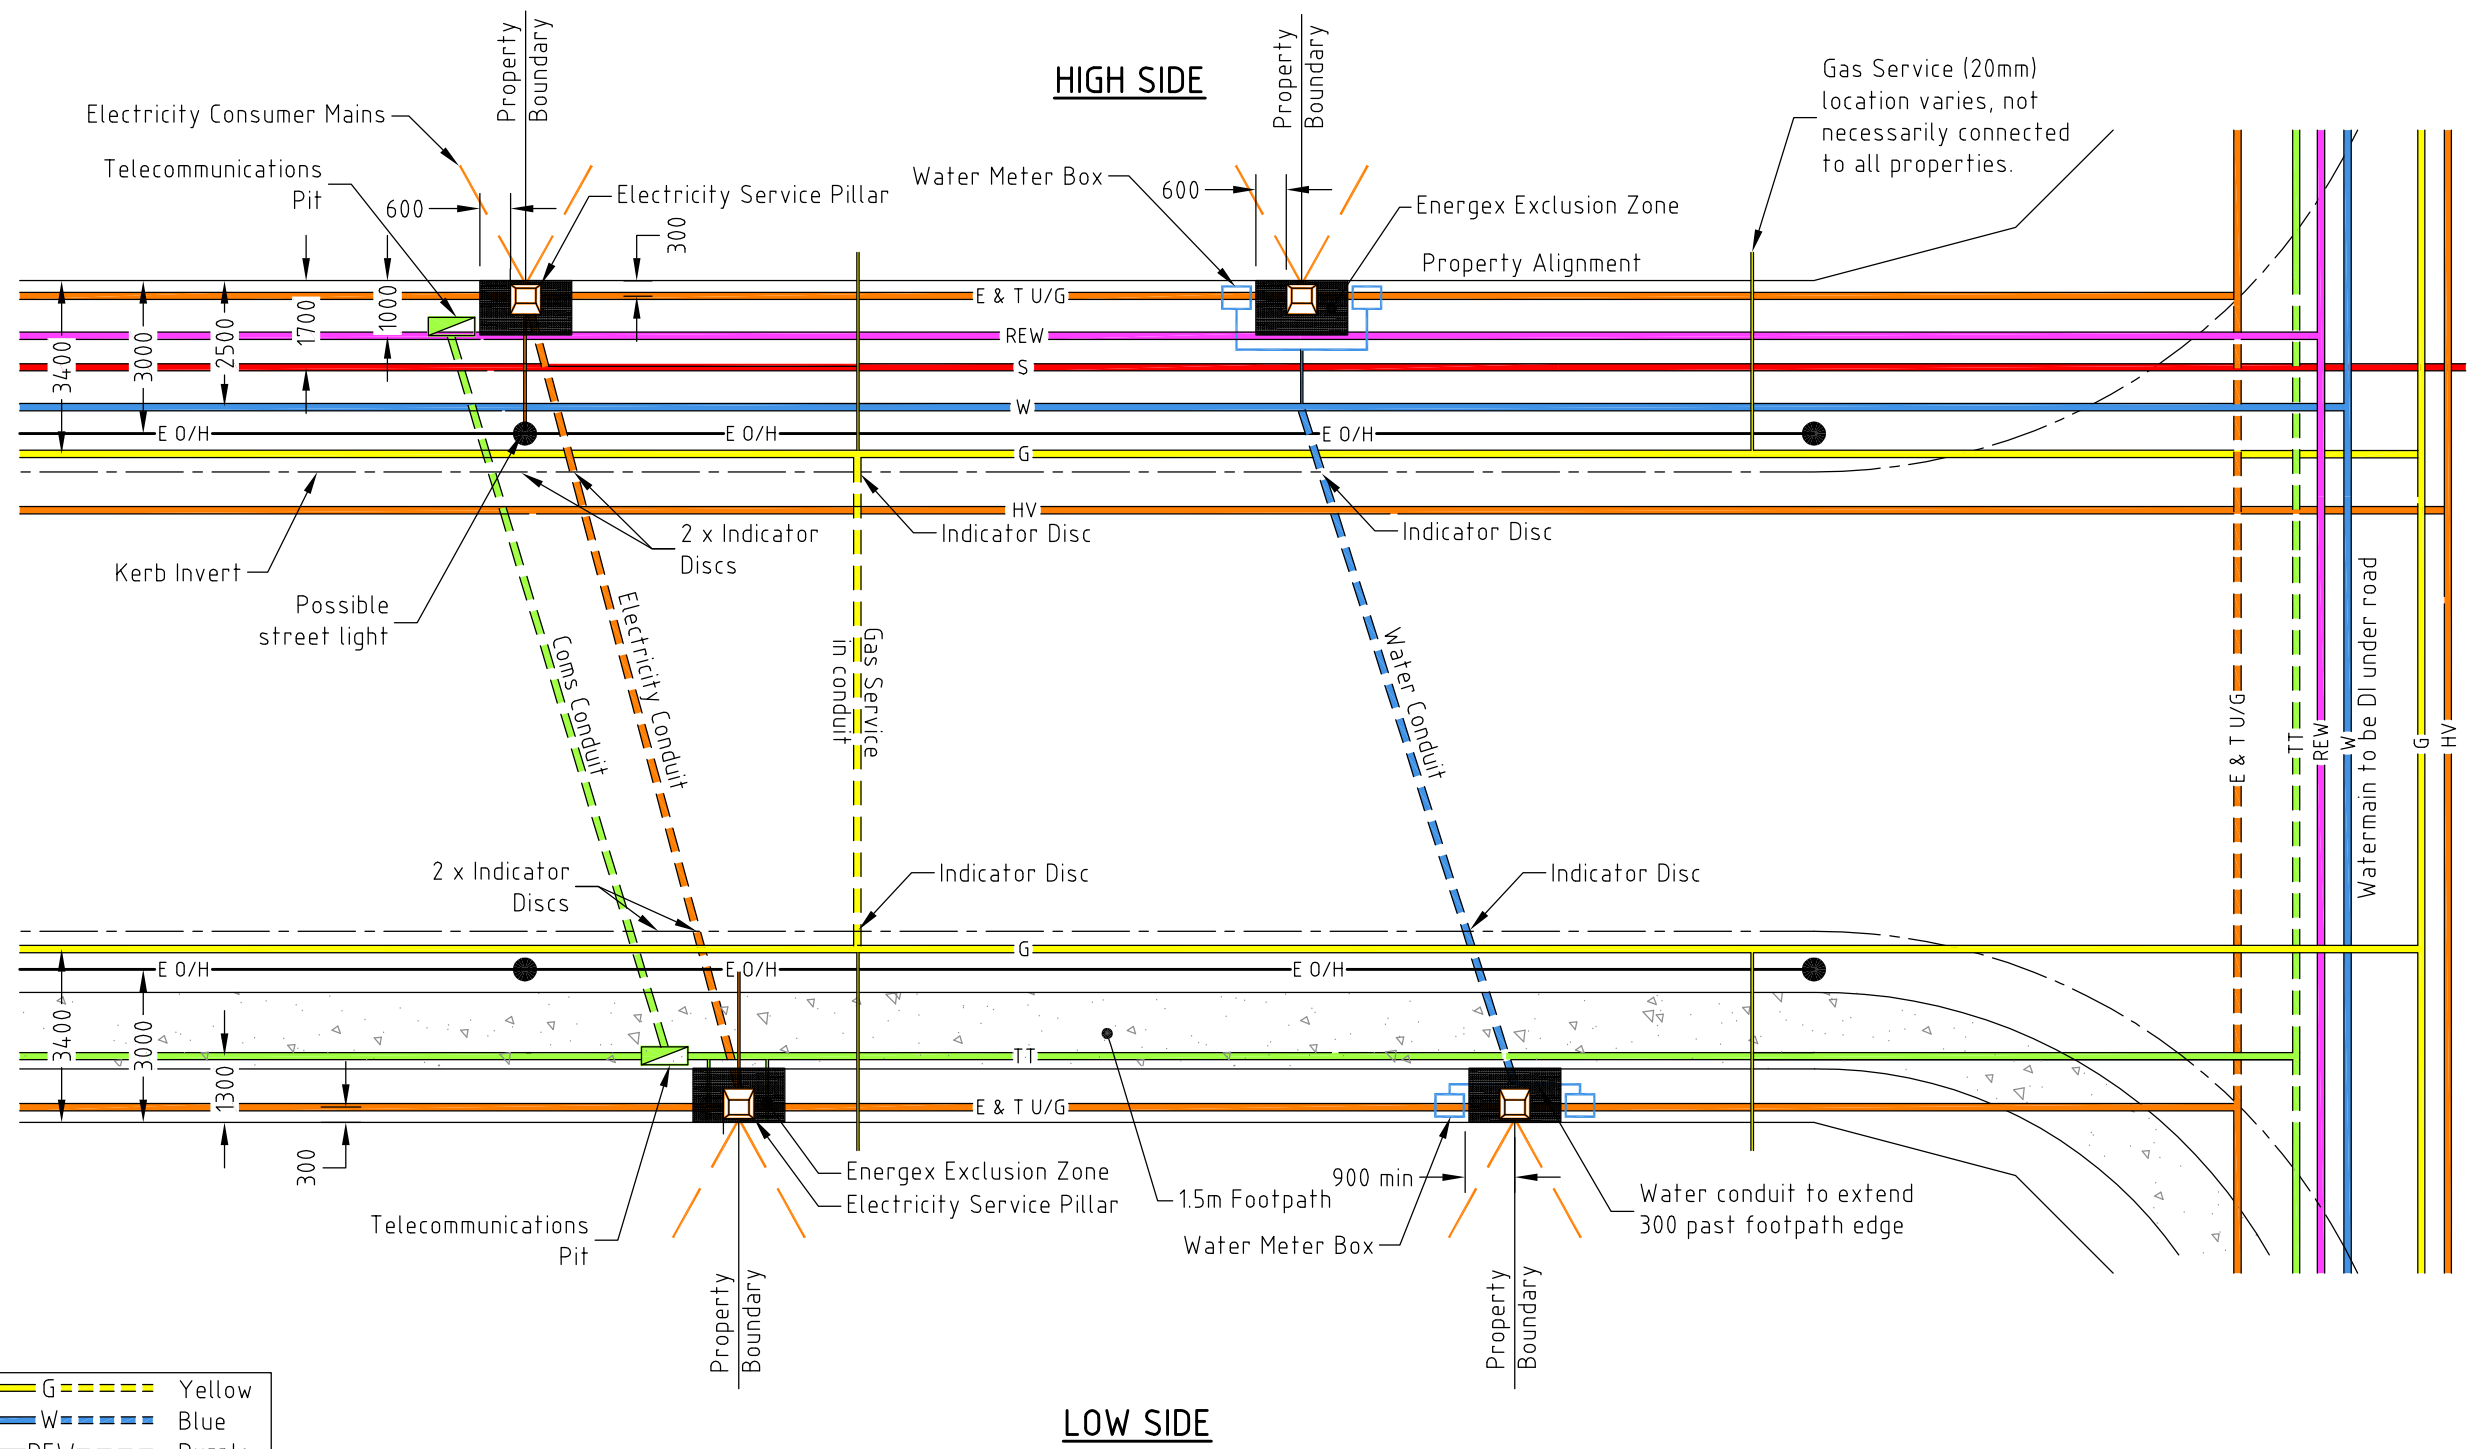 HIGH SIDE
Property
Boundary
Property
Boundary
Gas Service (20mm)
location varies, not
necessarily connected
to all properties.
Electricity Consumer Mains
Telecommunications
Pit
600
Electricity Service Pillar
300
Water Meter Box
600
Energex Exclusion Zone
Property Alignment
3400
3000
2500
1700
1000
E & T U/G
REW
S
W
E O/H
E O/H
E O/H
G
HV
Kerb Invert
Possible
street light
2 x Indicator
Discs
Indicator Disc
Indicator Disc
Coms Conduit
Electricity Conduit
Gas Service
in conduit
Water Conduit
E & T U/G
TT
REW
W
Watermain to be DI under road
G
HV
2 x Indicator
Discs
Indicator Disc
Indicator Disc
G
E O/H
E O/H
E O/H
3400
3000
1300
300
TT
E & T U/G
Energex Exclusion Zone
Electricity Service Pillar
Telecommunications
Pit
1.5m Footpath
900 min
Water Meter Box
Water conduit to extend
300 past footpath edge
Property
Boundary
Property
Boundary
LOW SIDE
G Yellow
W Blue
REW Purple